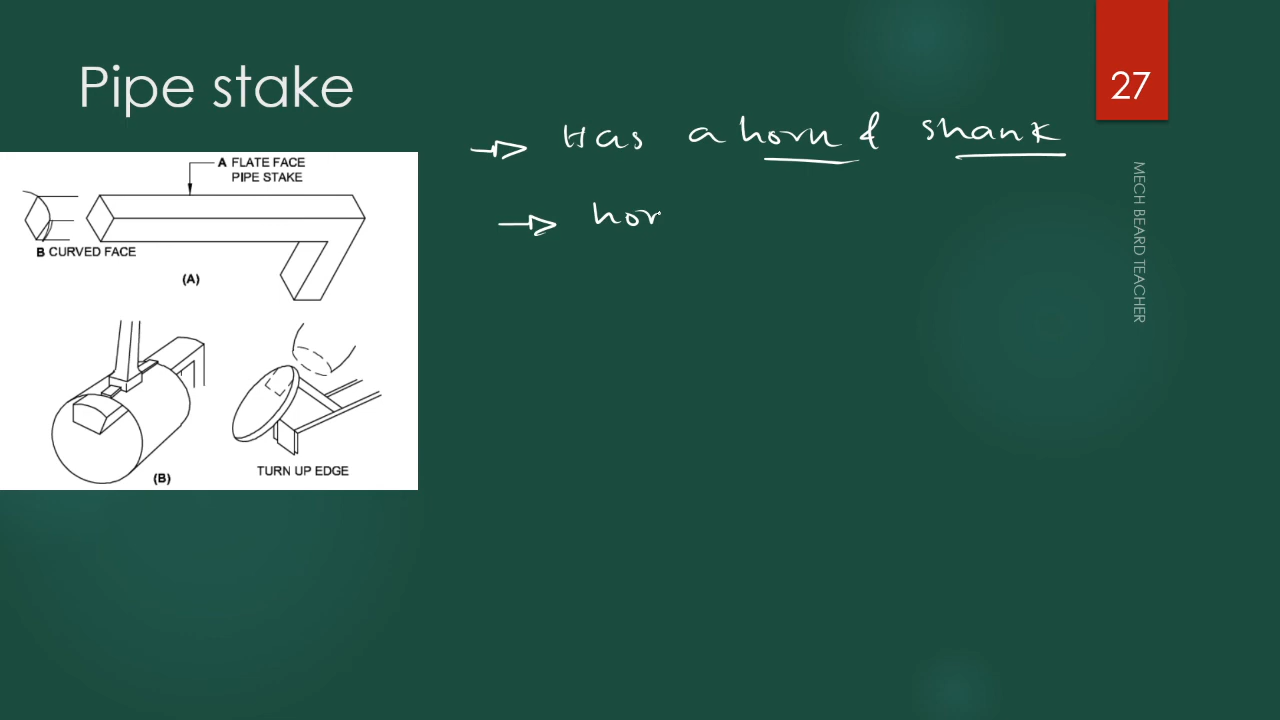 Pipe stake
27
→ Has a horn & shank
→ hor
A FLATE FACE
PIPE STAKE
B CURVED FACE
(A)
(B)
TURN UP EDGE
MECH BEARD TEACHER